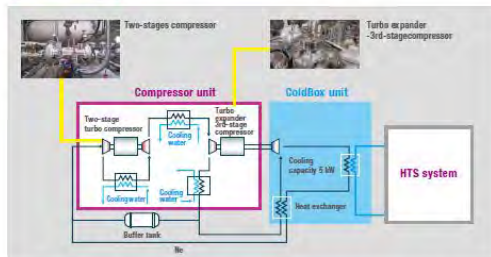 Two-stages compressor
Turbo expander
-3rd-stagecompressor
Compressor unit
ColdBox unit
Two-stage
turbo compressor
Cooling
water
Turbo
expander
3rd-stage
compressor
Cooling water
Cooling
water
Cooling
capacity 5 kW
HTS system
Heat exchanger
Buffer tank
Ne